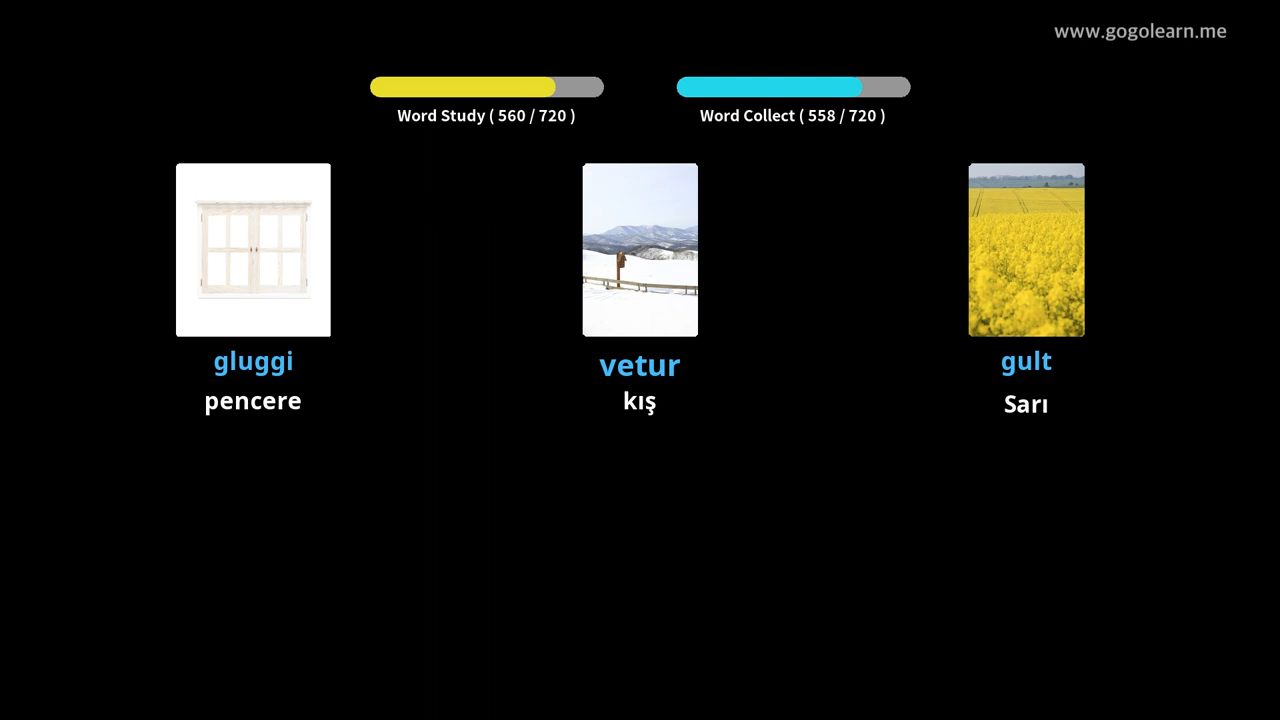 www.gogolearn.me
Word Study ( 560 / 720 )
Word Collect ( 558 / 720 )
gluggi
pencere
vetur
kış
gult
Sarı